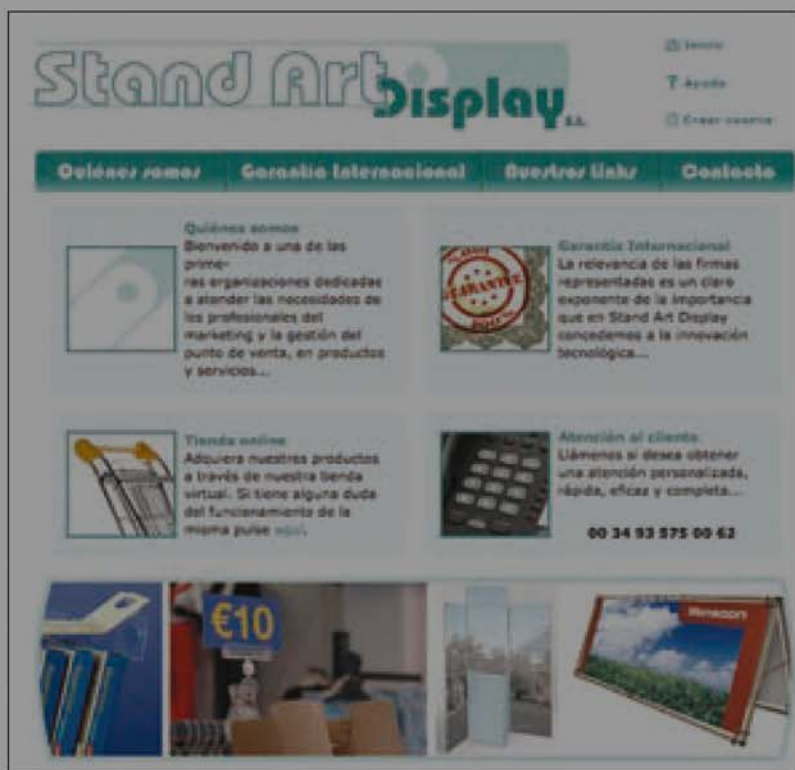 Stand Art
Display S.L.
Inicio
? Ayuda
Crear cuenta
Quiénes somos
Garantía Internacional
Nuestros links
Contacto
Quiénes somos
Bienvenido a una de las
prime-
ras organizaciones dedicadas
a atender las necesidades de
los profesionales del
marketing y la gestión del
punto de venta, en productos
y servicios...
Garantía Internacional
La relevancia de las firmas
representadas es un claro
exponente de la importancia
que en Stand Art Display
concedemos a la innovación
tecnológica...
100%
Tienda online
Adquiera nuestros productos
a través de nuestra tienda
virtual. Si tiene alguna duda
del funcionamiento de la
misma pulse aquí.
Atención al cliente
Llámenos si desea obtener
una atención personalizada,
rápida, eficaz y completa...
00 34 93 575 00 62
€10